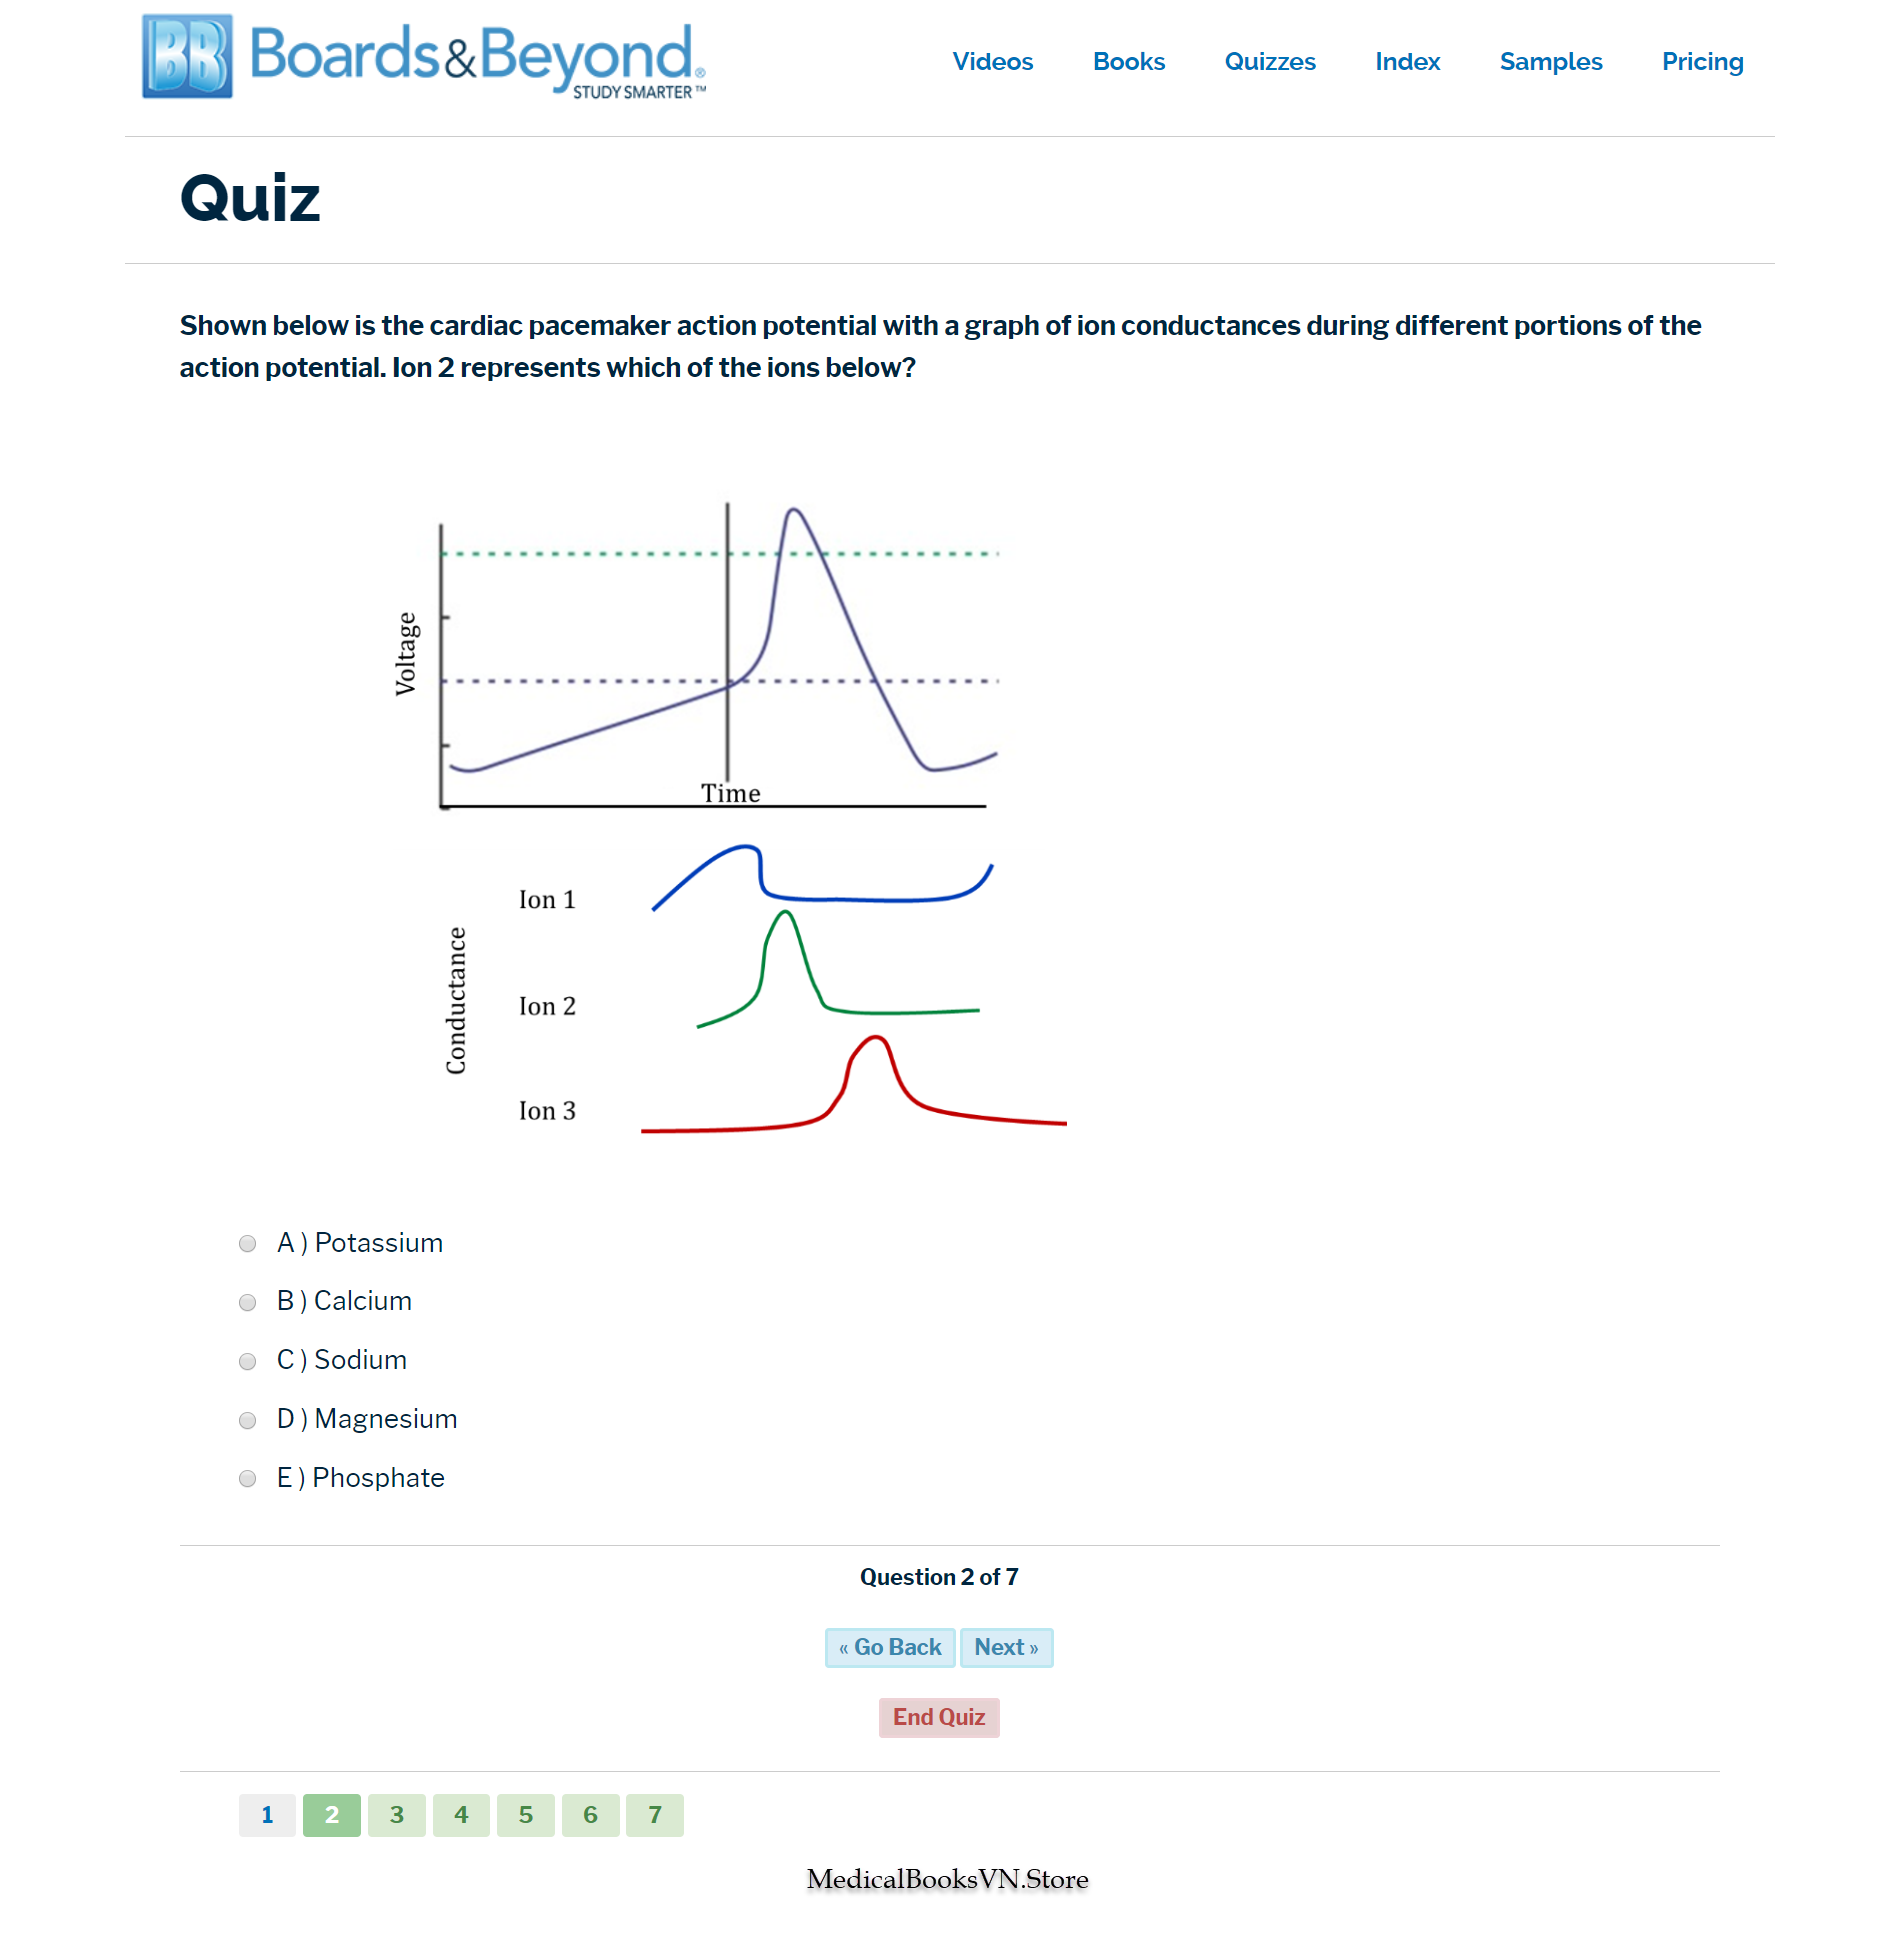 BB Boards&Beyond®
STUDY SMARTER™
Videos Books Quizzes Index Samples Pricing
Quiz
Shown below is the cardiac pacemaker action potential with a graph of ion conductances during different portions of the
action potential. Ion 2 represents which of the ions below?
Voltage
Time
Conductance
Ion 1
Ion 2
Ion 3
A ) Potassium
B ) Calcium
C ) Sodium
D ) Magnesium
E ) Phosphate
Question 2 of 7
« Go Back Next »
End Quiz
1 2 3 4 5 6 7
MedicalBooksVN.Store